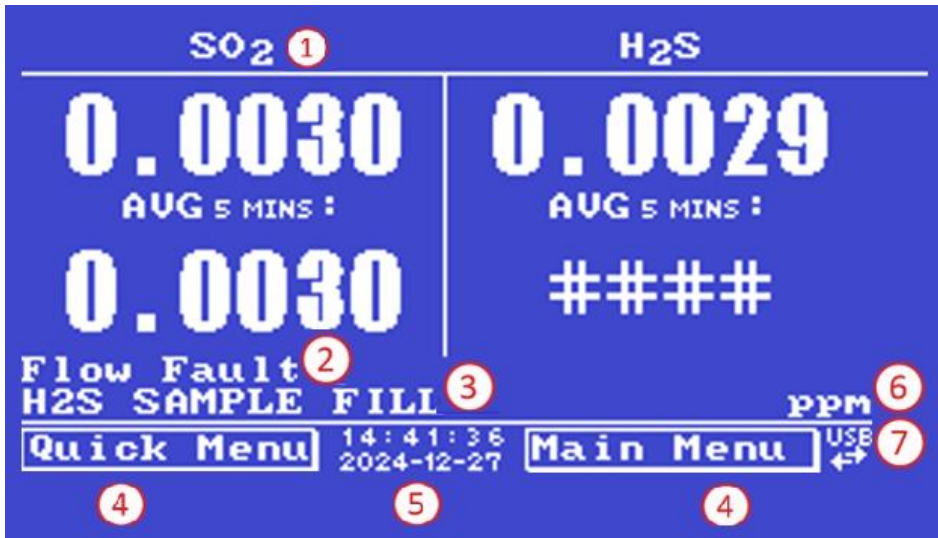 SO2 1 H2S
0.0030 0.0029
AVG 5 MINS : AVG 5 MINS :
0.0030 ####
Flow Fault 2
H2S SAMPLE FILL 3 ppm 6
Quick Menu 14:41:36 Main Menu USB 7
2024-12-27
4 5 4